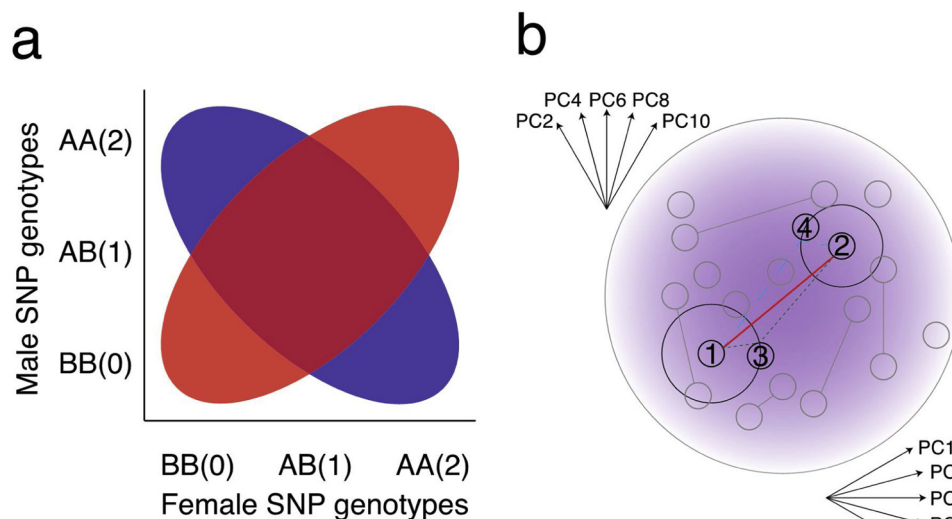 a
b
Male SNP genotypes
AA(2)
AB(1)
BB(0)
BB(0) AB(1) AA(2)
Female SNP genotypes
PC4 PC6 PC8
PC2 PC10
4
2
1
3
PC1